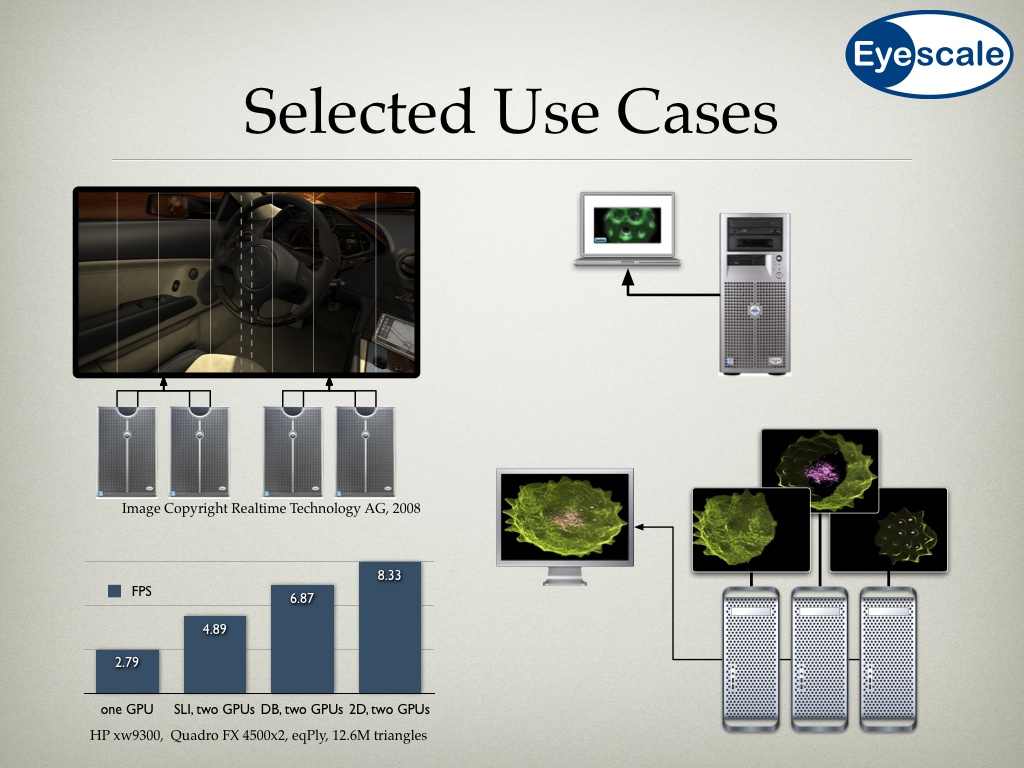 Eyescale
Selected Use Cases
Image Copyright Realtime Technology AG, 2008
FPS
2.79
4.89
6.87
8.33
one GPU
SLI, two GPUs
DB, two GPUs
2D, two GPUs
HP xw9300, Quadro FX 4500x2, eqPly, 12.6M triangles